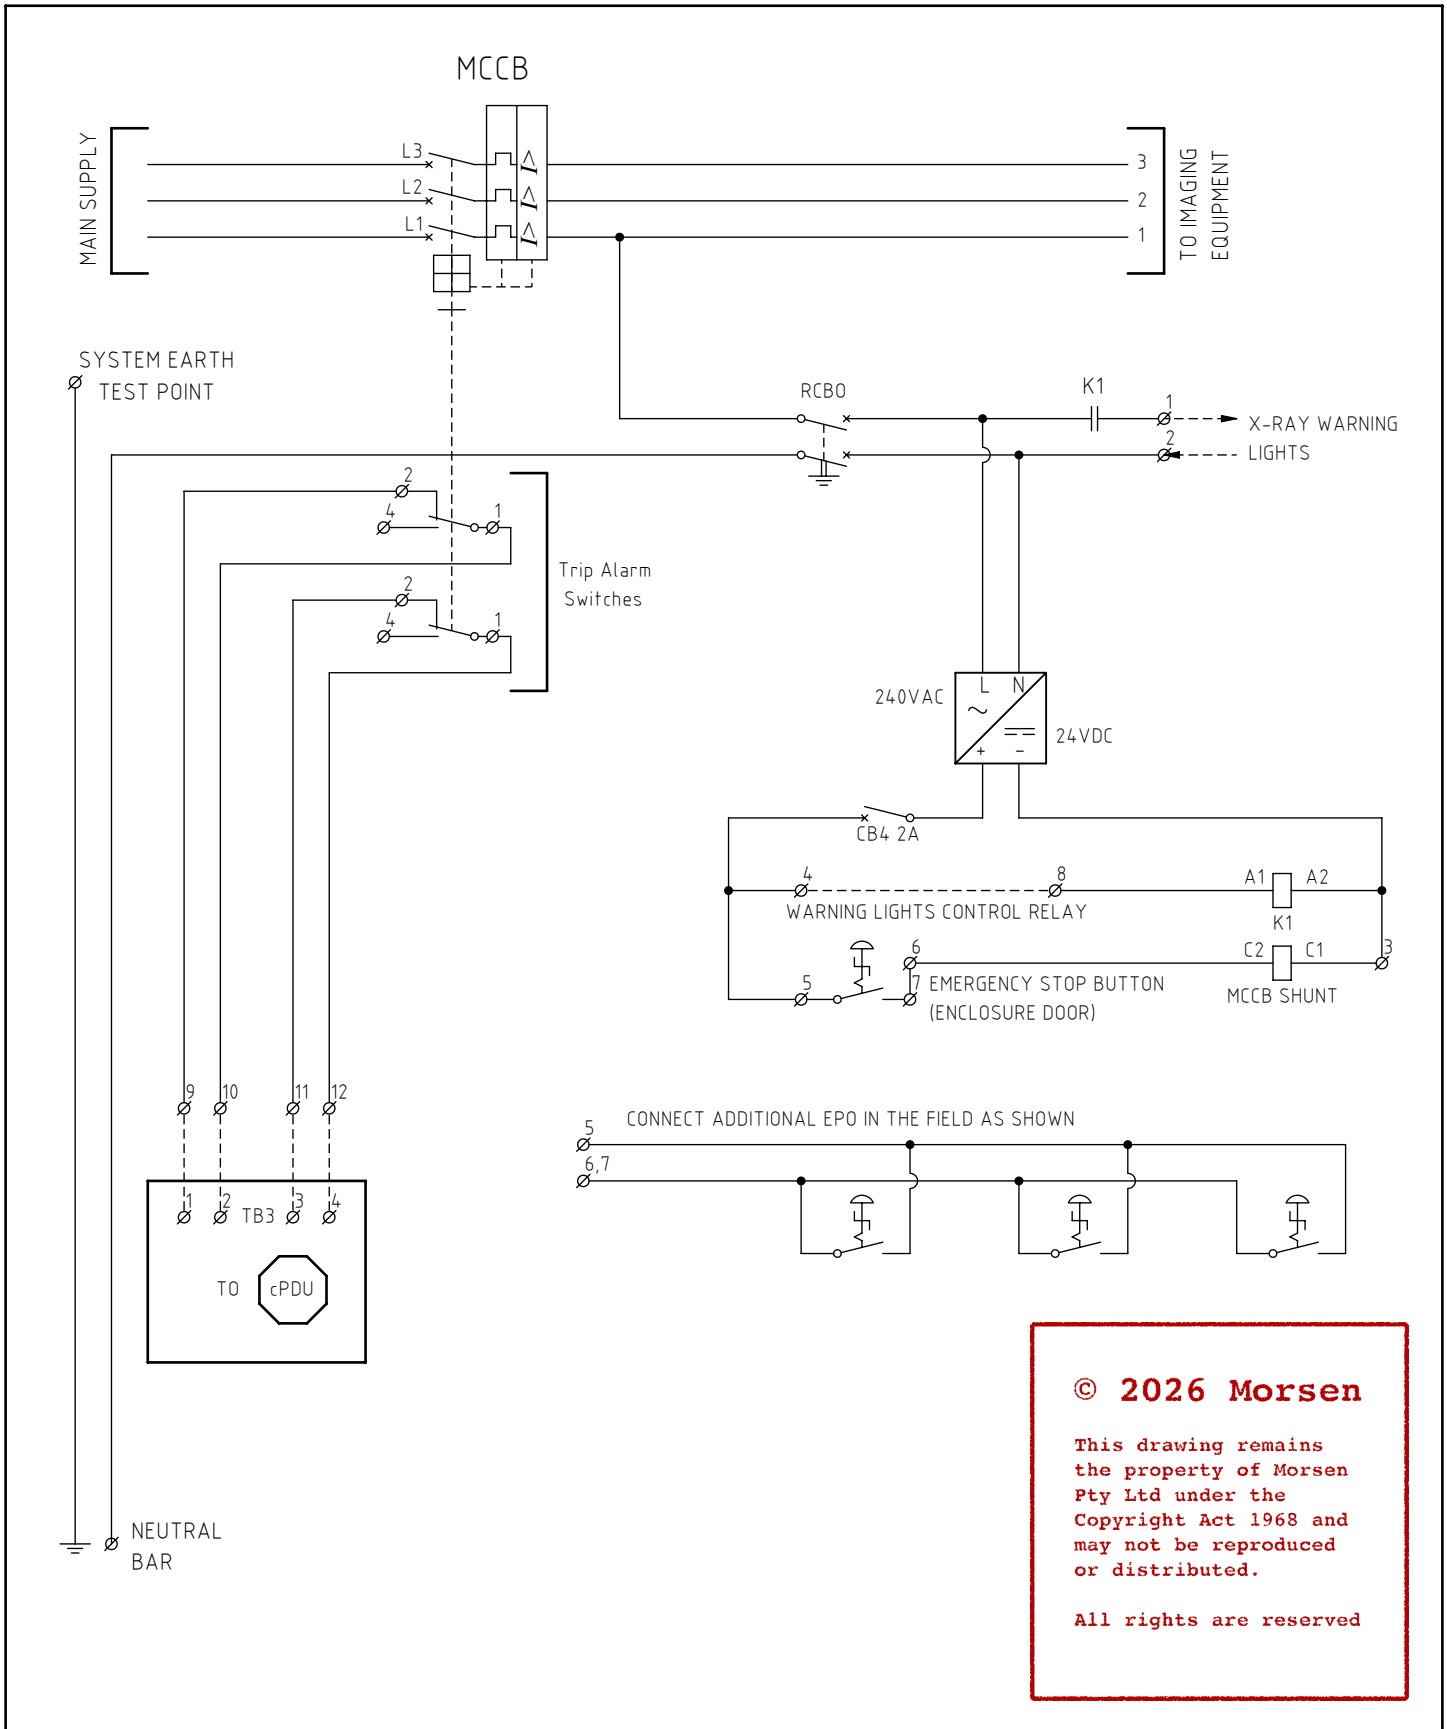 MCCB
MAIN SUPPLY
L3
L2
L1
I>
I>
I>
3
2
1
TO IMAGING
EQUIPMENT
SYSTEM EARTH
TEST POINT
RCBO
K1
1
X-RAY WARNING
2
LIGHTS
2
4
1
2
4
1
Trip Alarm
Switches
240VAC
L
N
+
-
24VDC
CB4 2A
4
8
A1
A2
WARNING LIGHTS CONTROL RELAY
K1
6
C2
C1
3
5
7
EMERGENCY STOP BUTTON
(ENCLOSURE DOOR)
MCCB SHUNT
9
10
11
12
1
2
TB3
3
4
TO
cPDU
CONNECT ADDITIONAL EPO IN THE FIELD AS SHOWN
5
6,7
NEUTRAL
BAR
© 2026 Morsen
This drawing remains
the property of Morsen
Pty Ltd under the
Copyright Act 1968 and
may not be reproduced
or distributed.
All rights are reserved